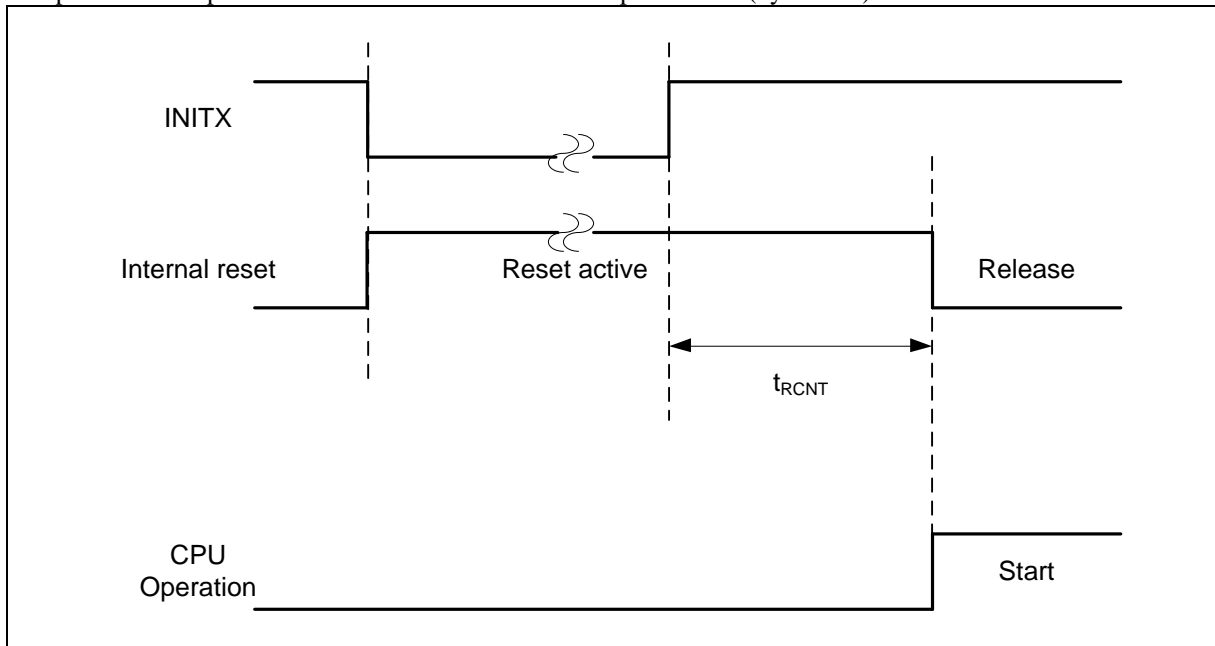 INITX
Internal reset
Reset active
Release
tRCNT
CPU
Operation
Start